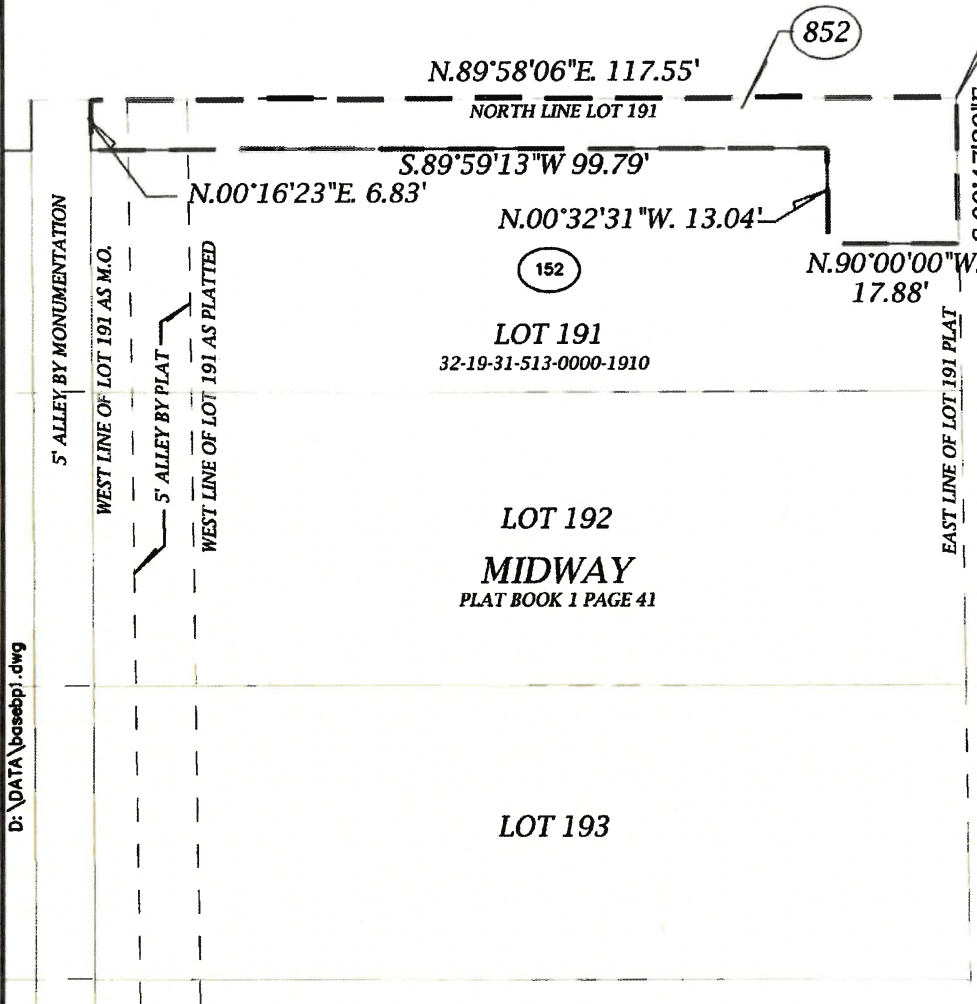 852
N.89°58'06"E. 117.55'
NORTH LINE LOT 191
S.89°59'13"W 99.79'
N.00°16'23"E. 6.83'
N.00°32'31"W. 13.04'
N.90°00'00"W.
17.88'
152
LOT 191
32-19-31-513-0000-1910
5' ALLEY BY MONUMENTATION
WEST LINE OF LOT 191 AS M.O.
5' ALLEY BY PLAT
WEST LINE OF LOT 191 AS PLATTED
EAST LINE OF LOT 191 PLAT
LOT 192
MIDWAY
PLAT BOOK 1 PAGE 41
LOT 193
D:\DATA\basebp1.dwg